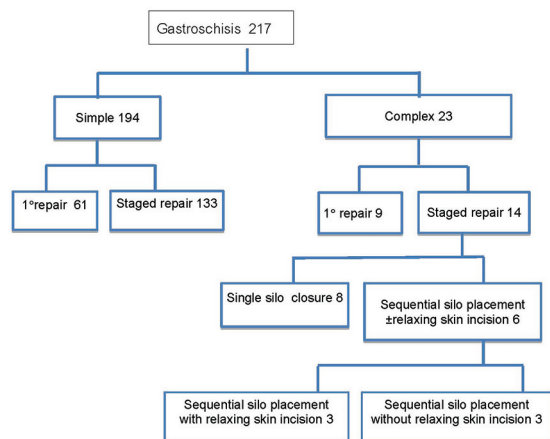 Gastroschisis 217
Simple 194
Complex 23
1°repair 61
Staged repair 133
1° repair 9
Staged repair 14
Single silo closure 8
Sequential silo placement
±relaxing skin incision 6
Sequential silo placement
with relaxing skin incision 3
Sequential silo placement
without relaxing skin incision 3